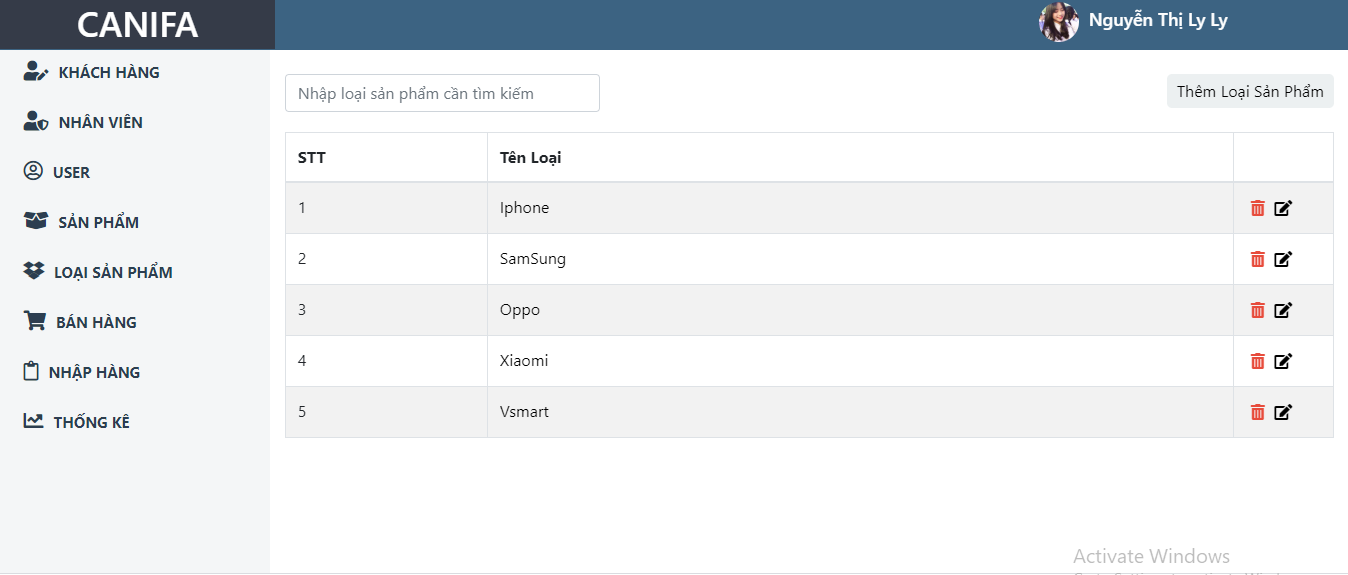 CANIFA
Nguyễn Thị Ly Ly
KHÁCH HÀNG
NHÂN VIÊN
USER
SẢN PHẨM
LOẠI SẢN PHẨM
BÁN HÀNG
NHẬP HÀNG
THỐNG KÊ
Nhập loại sản phẩm cần tìm kiếm
Thêm Loại Sản Phẩm
STT Tên Loại
1 Iphone
2 SamSung
3 Oppo
4 Xiaomi
5 Vsmart
Activate Windows